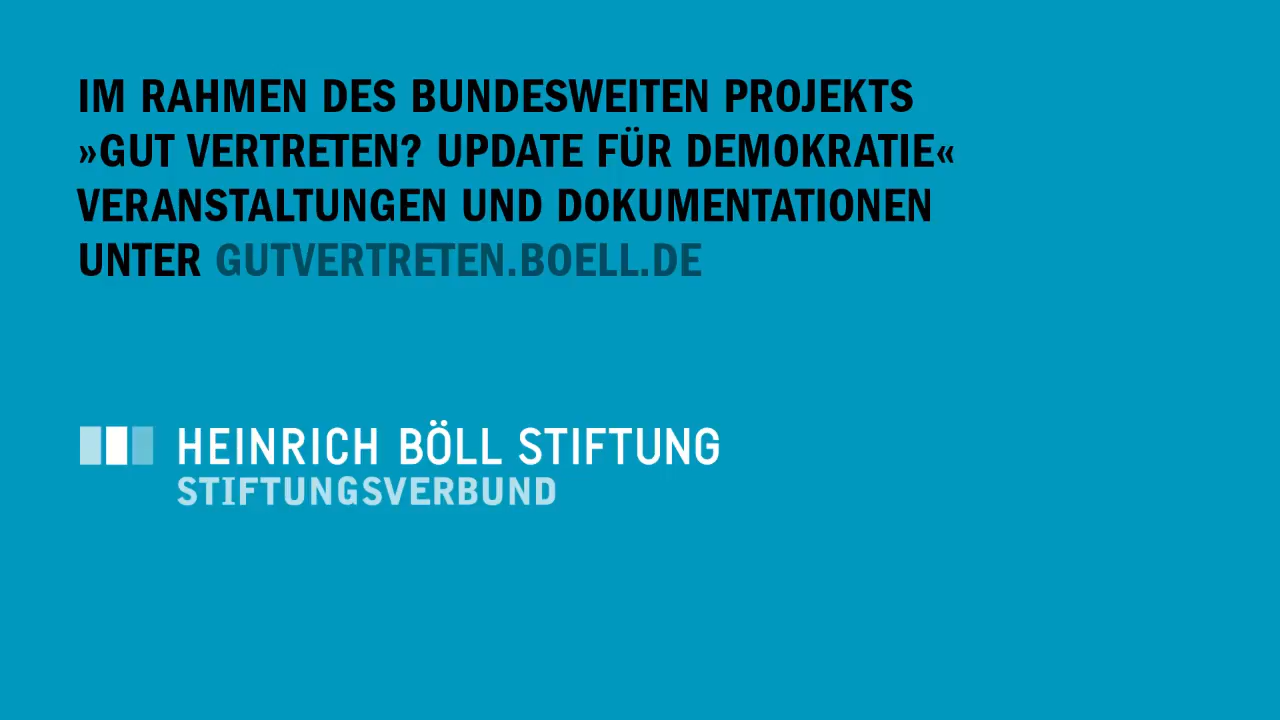 IM RAHMEN DES BUNDESWEITEN PROJEKTS
»GUT VERTRETEN? UPDATE FÜR DEMOKRATIE«
VERANSTALTUNGEN UND DOKUMENTATIONEN
UNTER GUTVERTRETEN.BOELL.DE
HEINRICH BÖLL STIFTUNG
STIFTUNGSVERBUND